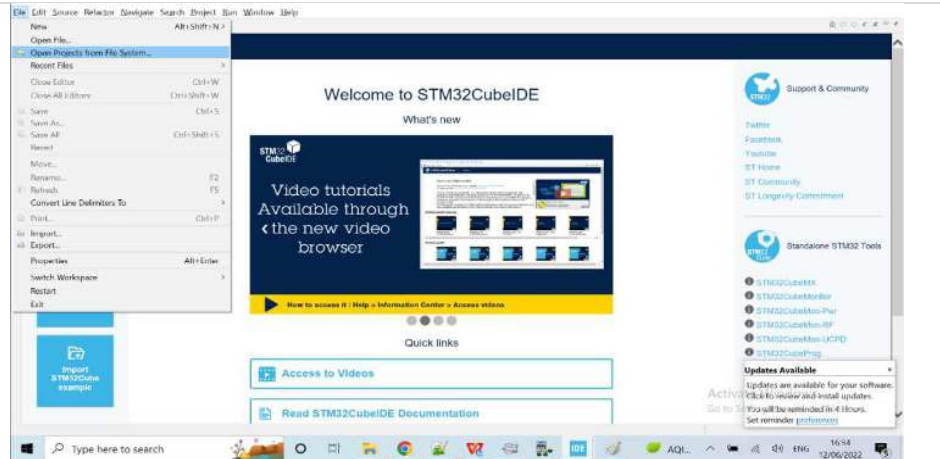 File Edit Source Refactor Navigate Search Project Run Window Help
New Alt+Shift+N >
Open File...
Open Projects from File System...
Recent Files >
Close Editor Ctrl+W
Close All Editors Ctrl+Shift+W
Save Ctrl+S
Save As...
Save All Ctrl+Shift+S
Revert
Move...
Rename... F2
Refresh F5
Convert Line Delimiters To >
Print... Ctrl+P
Import...
Export...
Properties Alt+Enter
Switch Workspace >
Restart
Exit
Import
STM32Cube
example
Welcome to STM32CubeIDE
What's new
STM32
CubeIDE
Video tutorials
Available through
the new video
browser
How to access it : Help > Information Center > Access videos
Quick links
Access to Videos
Read STM32CubeIDE Documentation
STM32
Support & Community
Twitter
Facebook
Youtube
ST Home
ST Community
ST Longevity Commitment
Standalone STM32 Tools
STM32CubeMX
STM32CubeMonitor
STM32CubeMon-Pwr
STM32CubeMon-RF
STM32CubeMon-UCPD
STM32CubeProg
Updates Available ×
Updates are available for your software.
Click to review and install updates.
You will be reminded in 4 Hours.
Set reminder preferences
Type here to search
IDE
AQI...
ENG
16:54
12/06/2022